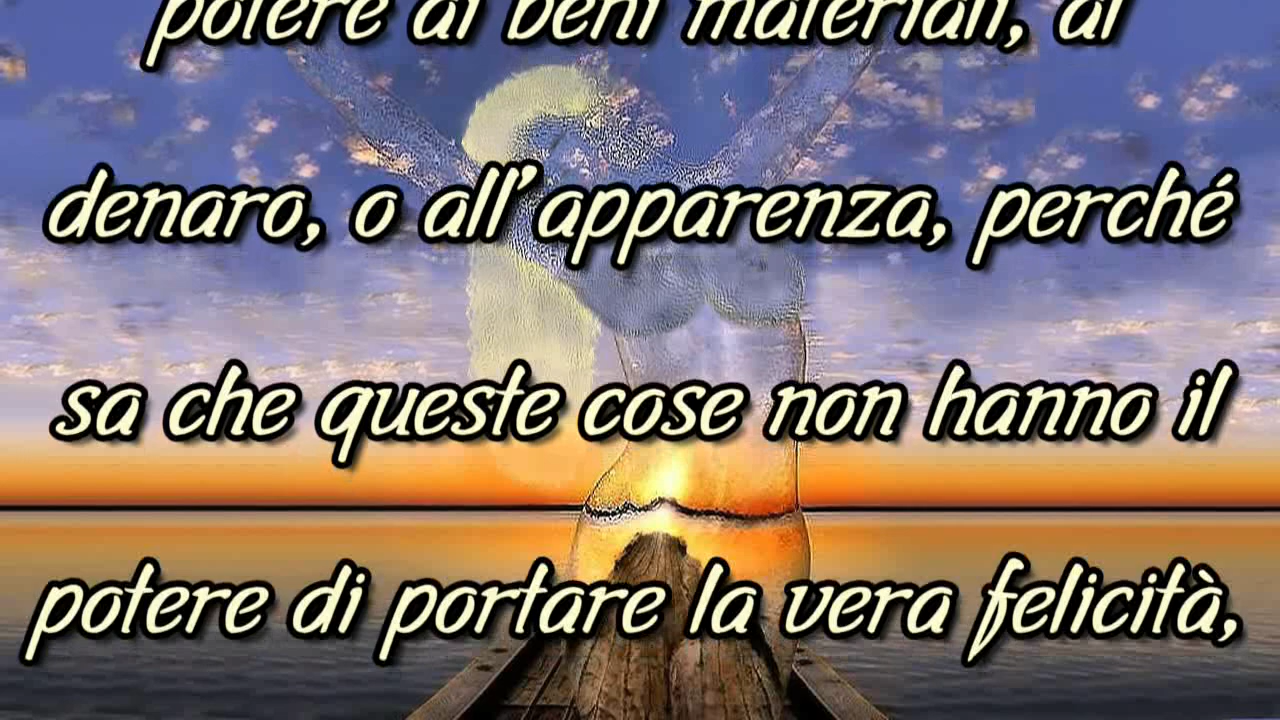 potere ai beni materiali, al
denaro, o all'apparenza, perché
sa che queste cose non hanno il
potere di portare la vera felicità,